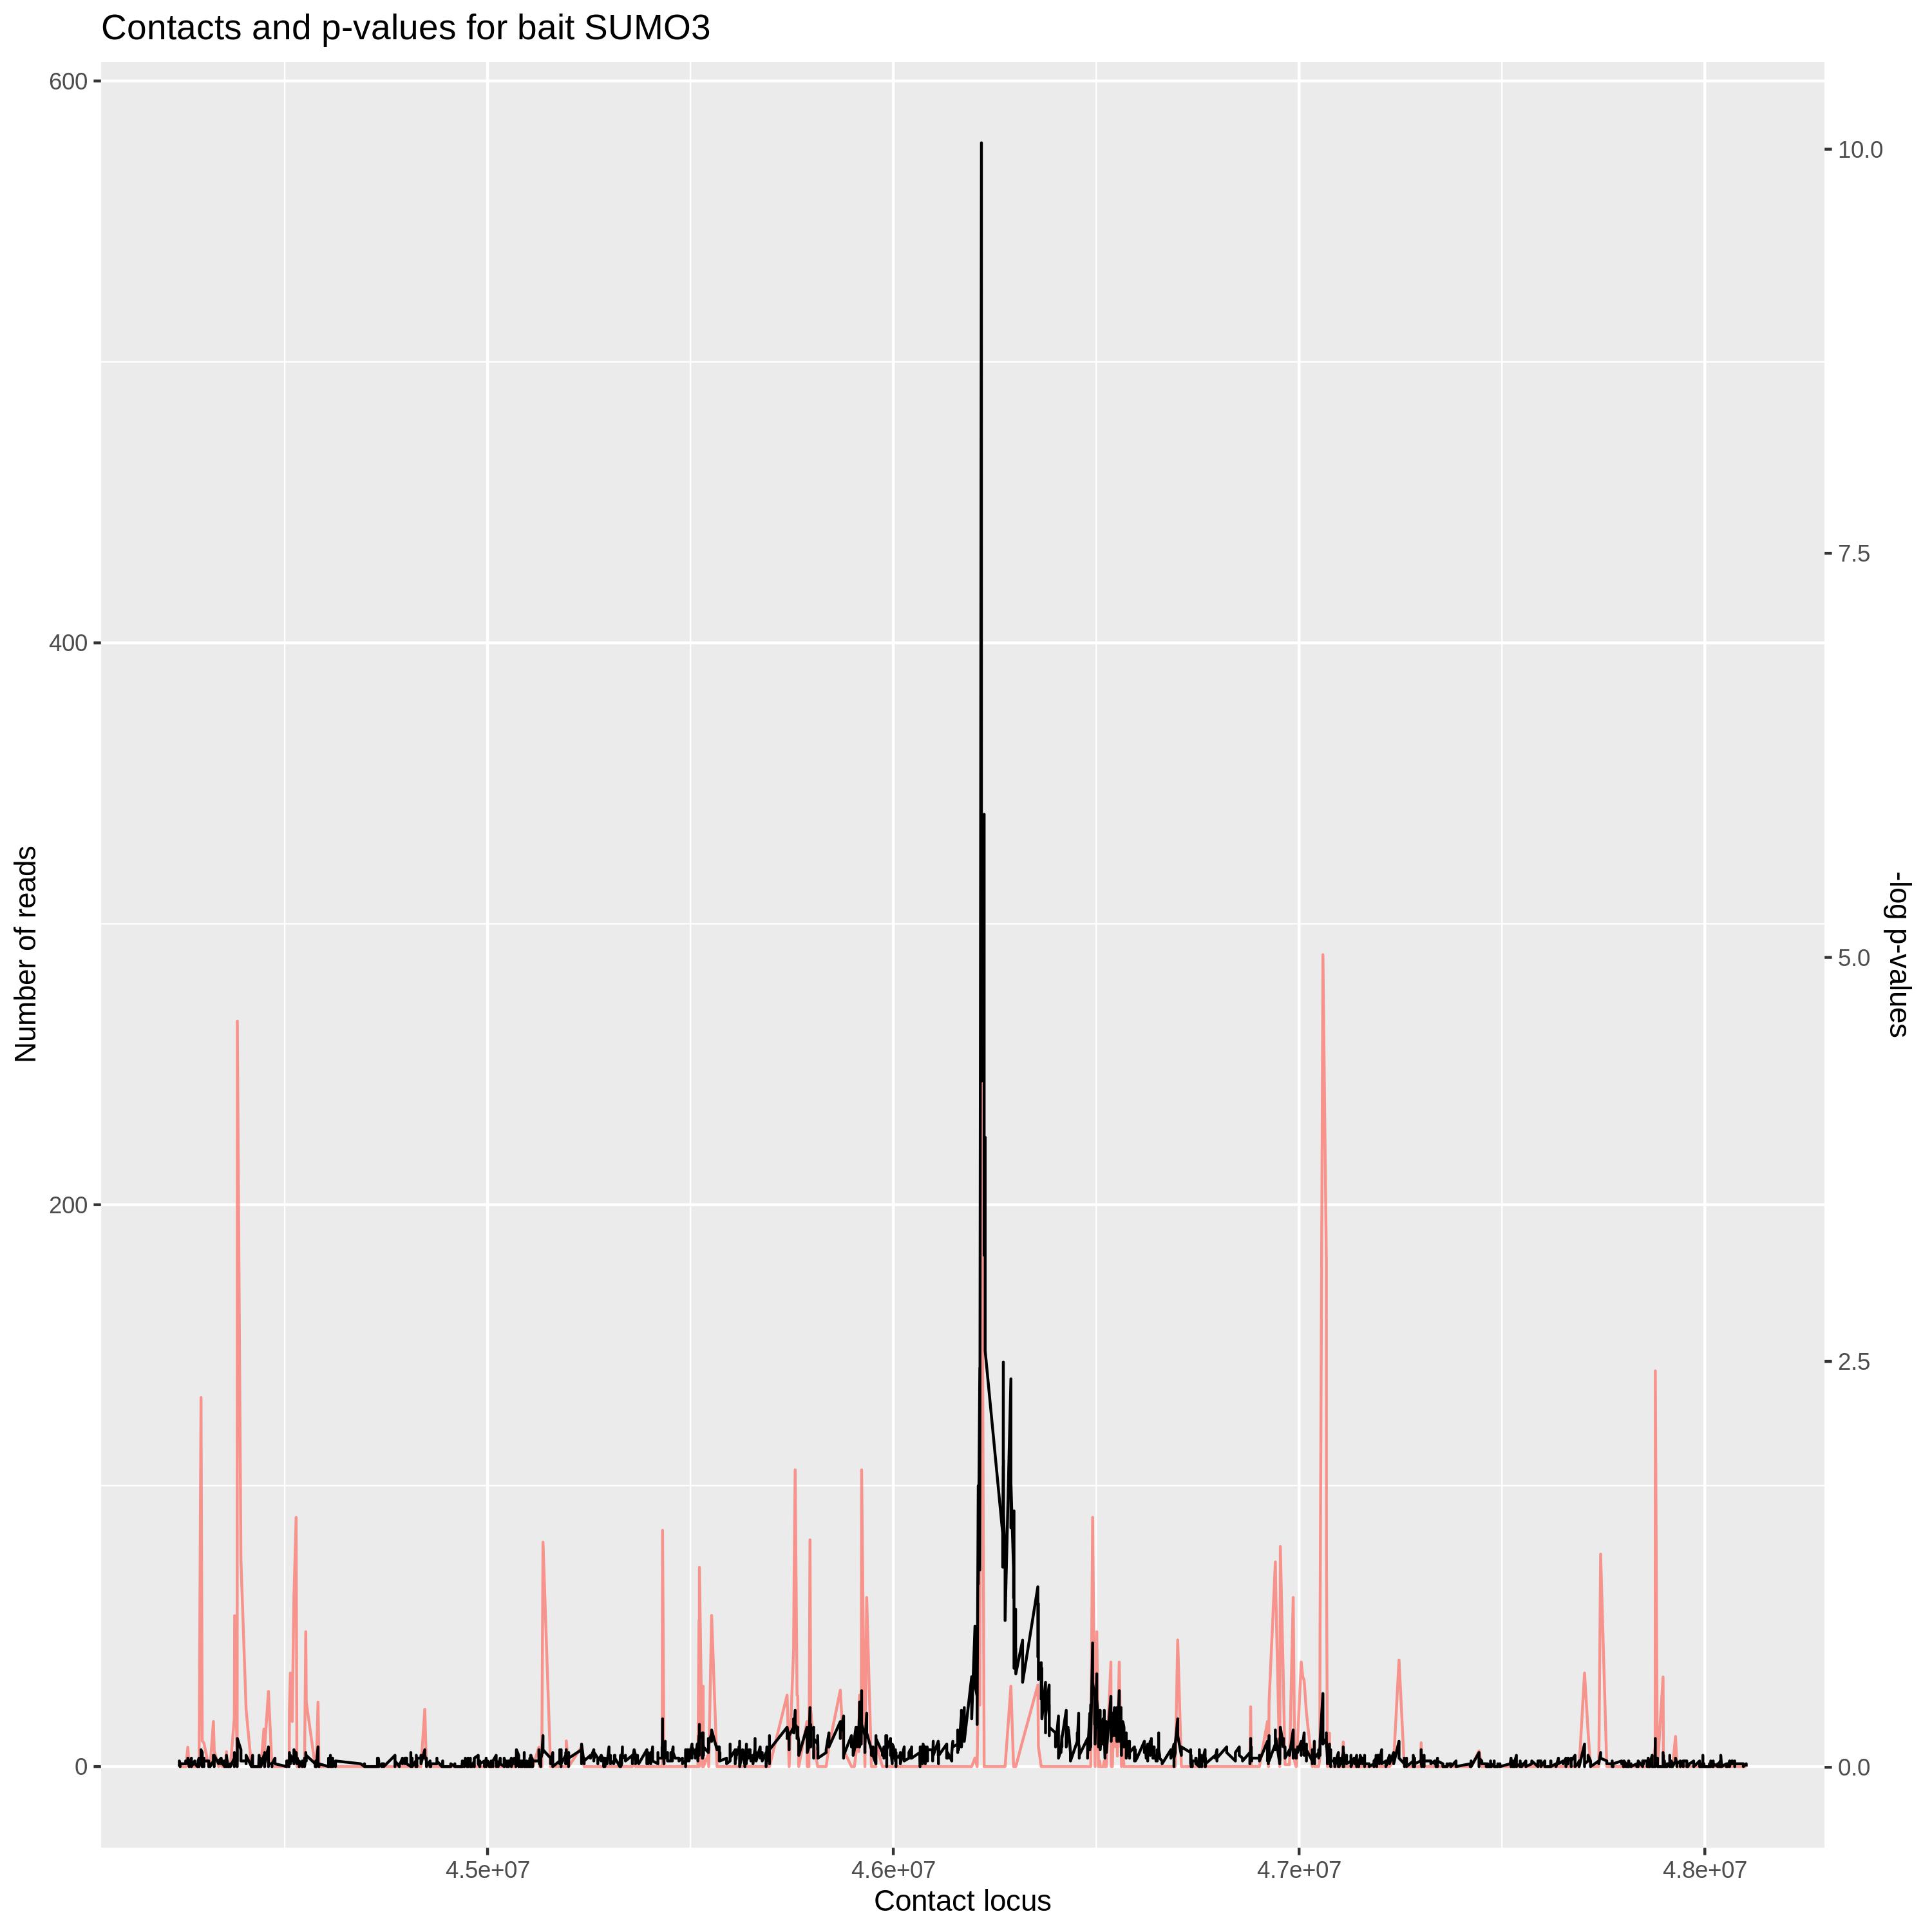 Contacts and p-values for bait SUMO3
600
400
200
0
Number of reads
10.0
7.5
5.0
2.5
0.0
-log p-values
4.5e+07
4.6e+07
4.7e+07
4.8e+07
Contact locus